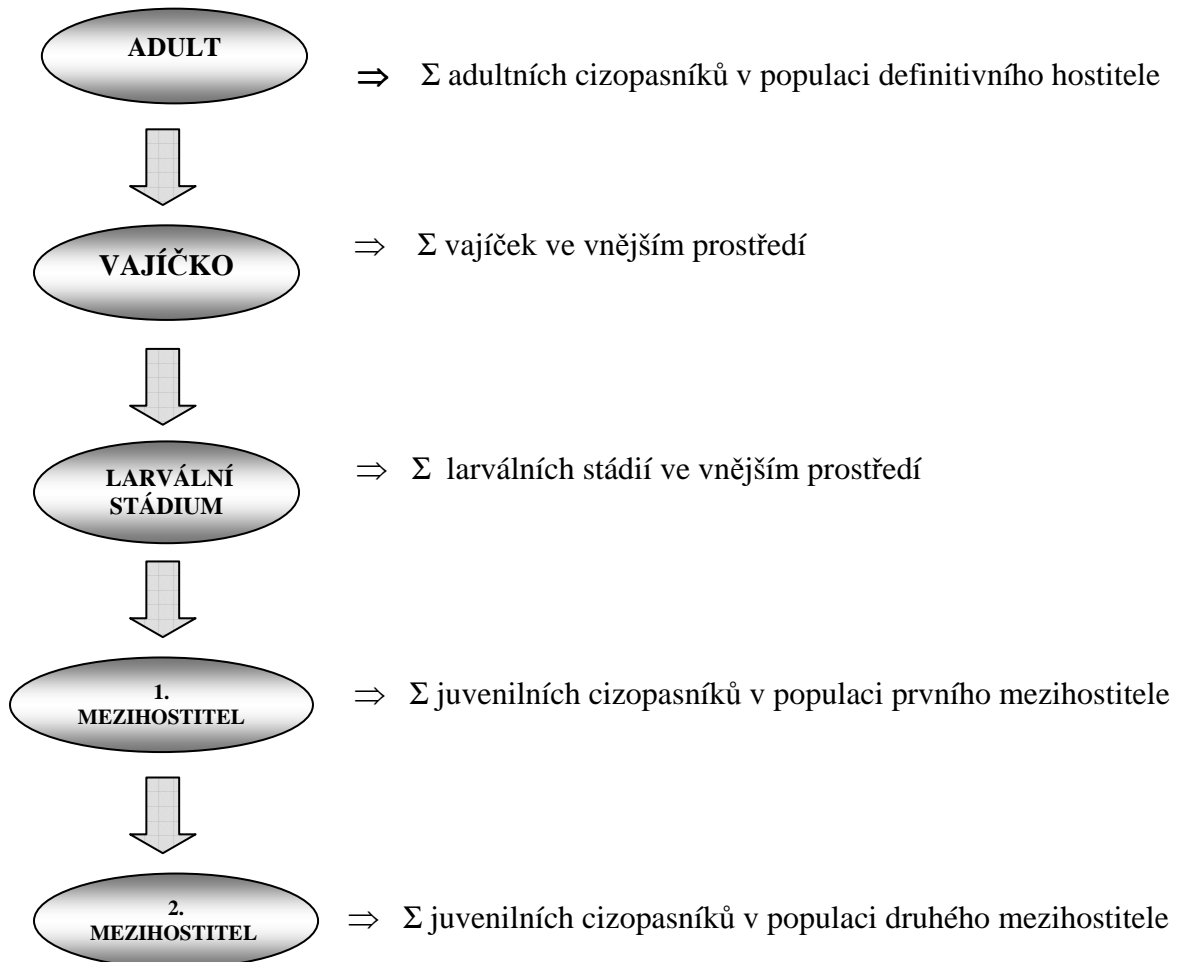 ADULT
⇒ Σ adultních cizopasníků v populaci definitivního hostitele
VAJÍČKO
⇒ Σ vajíček ve vnějším prostředí
LARVÁLNÍ
STÁDIUM
⇒ Σ larválních stádií ve vnějším prostředí
1.
MEZIHOSTITEL
⇒ Σ juvenilních cizopasníků v populaci prvního mezihostitele
2.
MEZIHOSTITEL
⇒ Σ juvenilních cizopasníků v populaci druhého mezihostitele